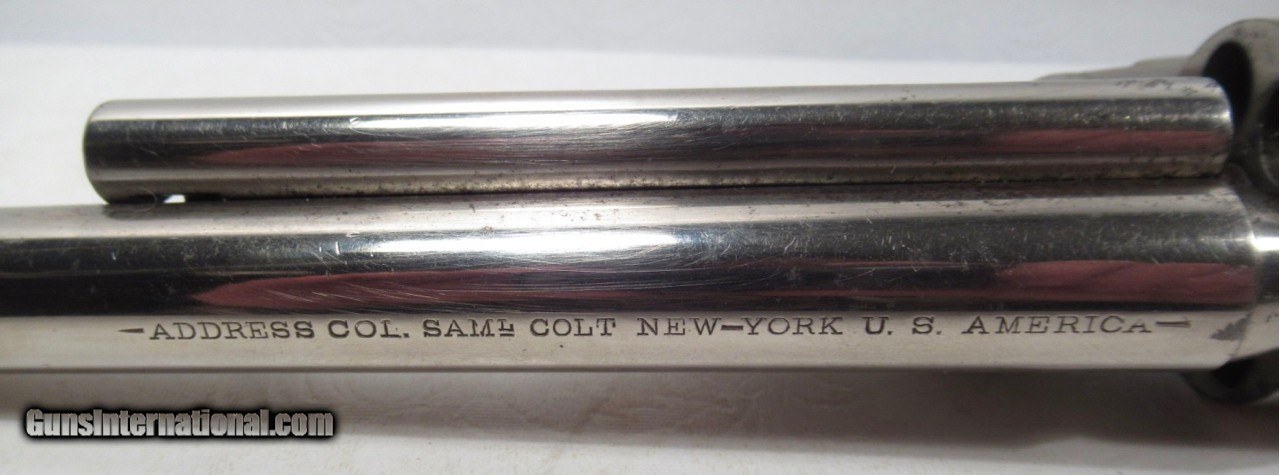 -ADDRESS COL. SAML COLT NEW-YORK U. S. AMERICA-
GunsInternational.com